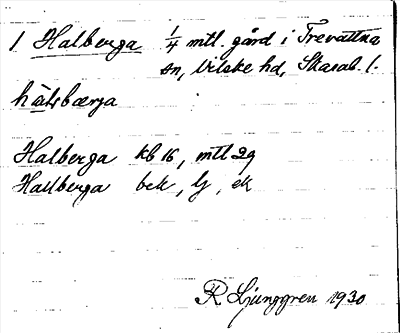 1 Halberga 1/4 mtl. gård i Trevattna
sn, Vilske hd, Skarab. l.
Halberga kb 16, mtl 29
Hallberga bek, lj, ek
R Ljunggren 1930